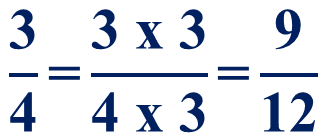 3/4 = 3 x 3/4 x 3 = 9/12